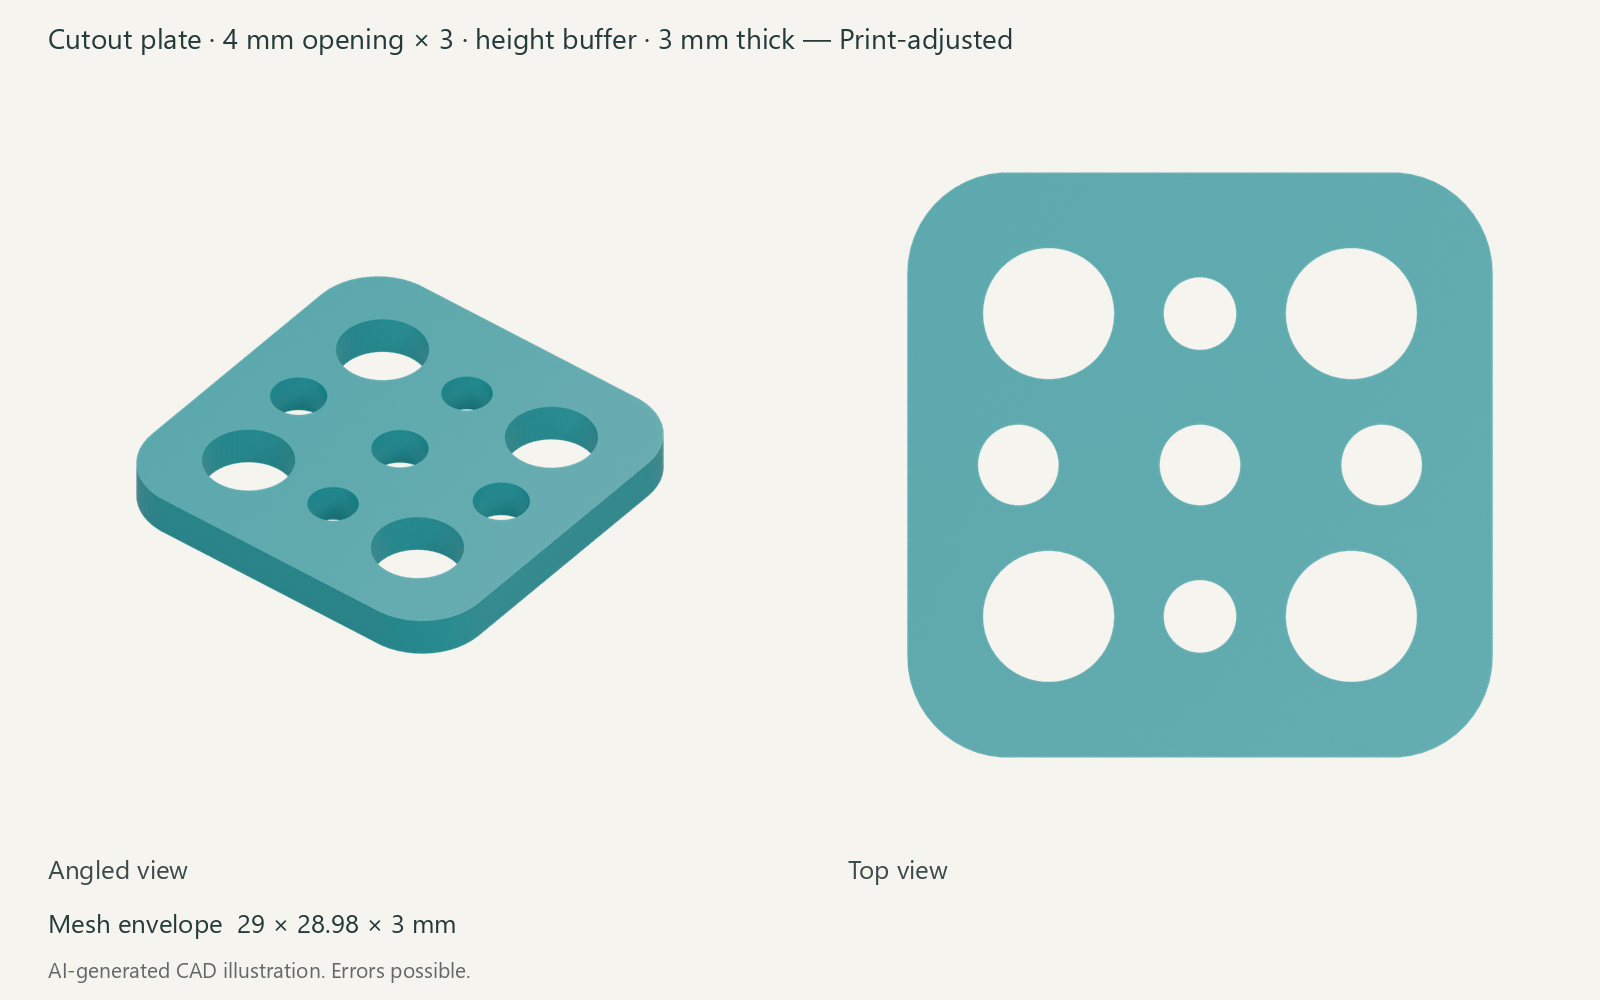 Cutout plate · 4 mm opening × 3 · height buffer · 3 mm thick — Print-adjusted
Angled view
Top view
Mesh envelope  29 × 28.98 × 3 mm
AI-generated CAD illustration. Errors possible.